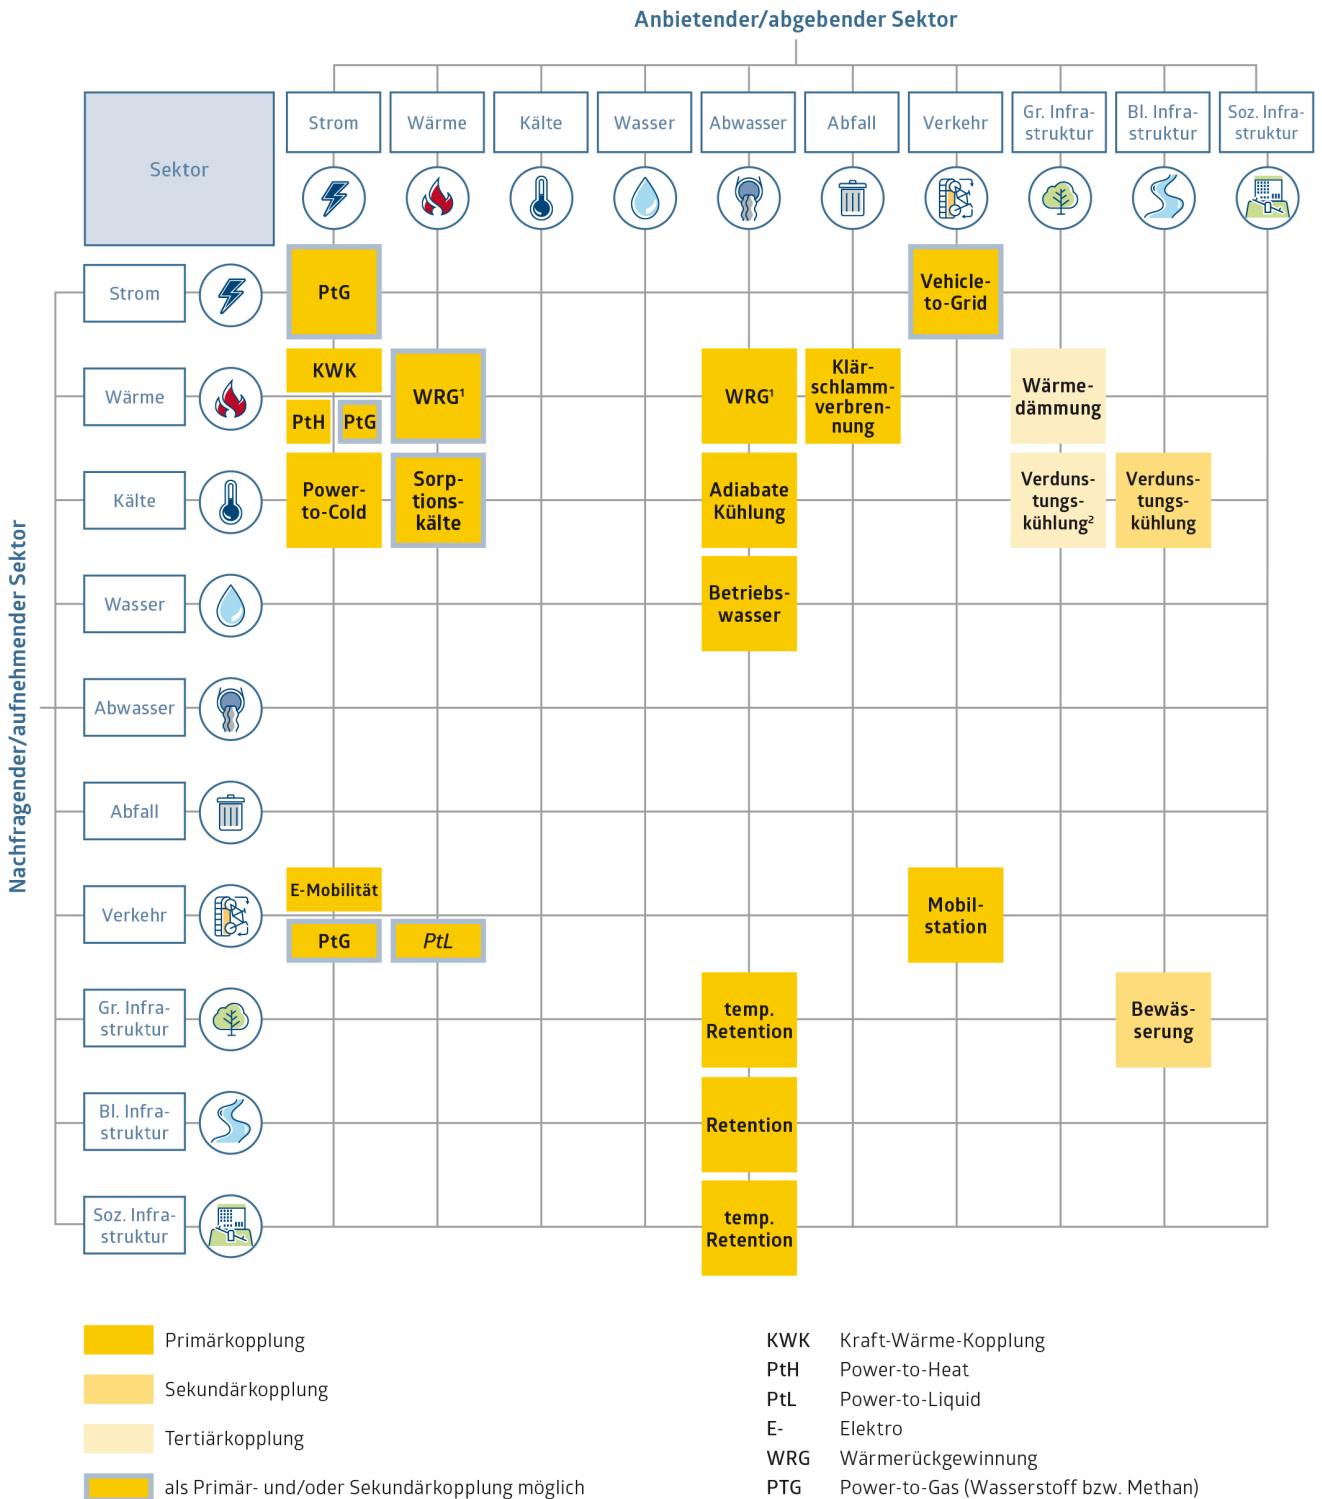 Anbietender/abgebender Sektor
Sektor
Strom
Wärme
Kälte
Wasser
Abwasser
Abfall
Verkehr
Gr. Infra-
struktur
Bl. Infra-
struktur
Soz. Infra-
struktur
Nachfragender/aufnehmender Sektor
Strom
PtG
Vehicle-
to-Grid
Wärme
KWK
PtH
PtG
WRG¹
WRG¹
Klär-
schlamm-
verbren-
nung
Wärme-
dämmung
Kälte
Power-
to-Cold
Sorp-
tions-
kälte
Adiabate
Kühlung
Verduns-
tungs-
kühlung²
Verduns-
tungs-
kühlung
Wasser
Betriebs-
wasser
Abwasser
Abfall
Verkehr
E-Mobilität
PtG
PtL
Mobil-
station
Gr. Infra-
struktur
temp.
Retention
Bewäs-
serung
Bl. Infra-
struktur
Retention
Soz. Infra-
struktur
temp.
Retention
Primärkopplung
Sekundärkopplung
Tertiärkopplung
als Primär- und/oder Sekundärkopplung möglich
KWK Kraft-Wärme-Kopplung
PtH Power-to-Heat
PtL Power-to-Liquid
E- Elektro
WRG Wärmerückgewinnung
PTG Power-to-Gas (Wasserstoff bzw. Methan)